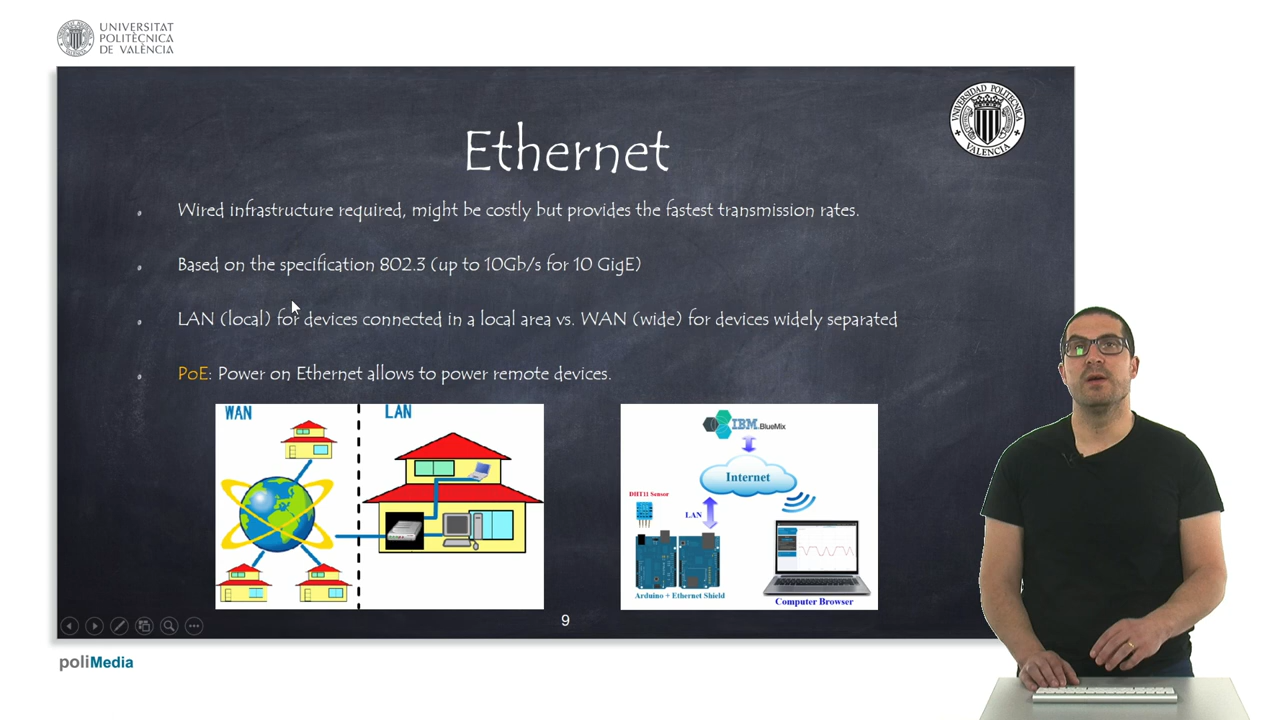 UNIVERSITAT
POLITÈCNICA
DE VALÈNCIA
UNIVERSIDAD POLITECNICA
VALENCIA
Ethernet
Wired infrastructure required, might be costly but provides the fastest transmission rates.
Based on the specification 802.3 (up to 10Gb/s for 10 GigE)
LAN (local) for devices connected in a local area vs. WAN (wide) for devices widely separated
PoE: Power on Ethernet allows to power remote devices.
WAN
LAN
IBM BlueMix
Internet
DHT11 Sensor
LAN
Arduino + Ethernet Shield
Computer Browser
9
poliMedia